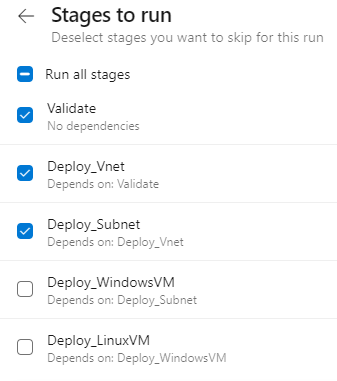 Stages to run
Deselect stages you want to skip for this run
Run all stages
Validate
No dependencies
Deploy_Vnet
Depends on: Validate
Deploy_Subnet
Depends on: Deploy_Vnet
Deploy_WindowsVM
Depends on: Deploy_Subnet
Deploy_LinuxVM
Depends on: Deploy_WindowsVM